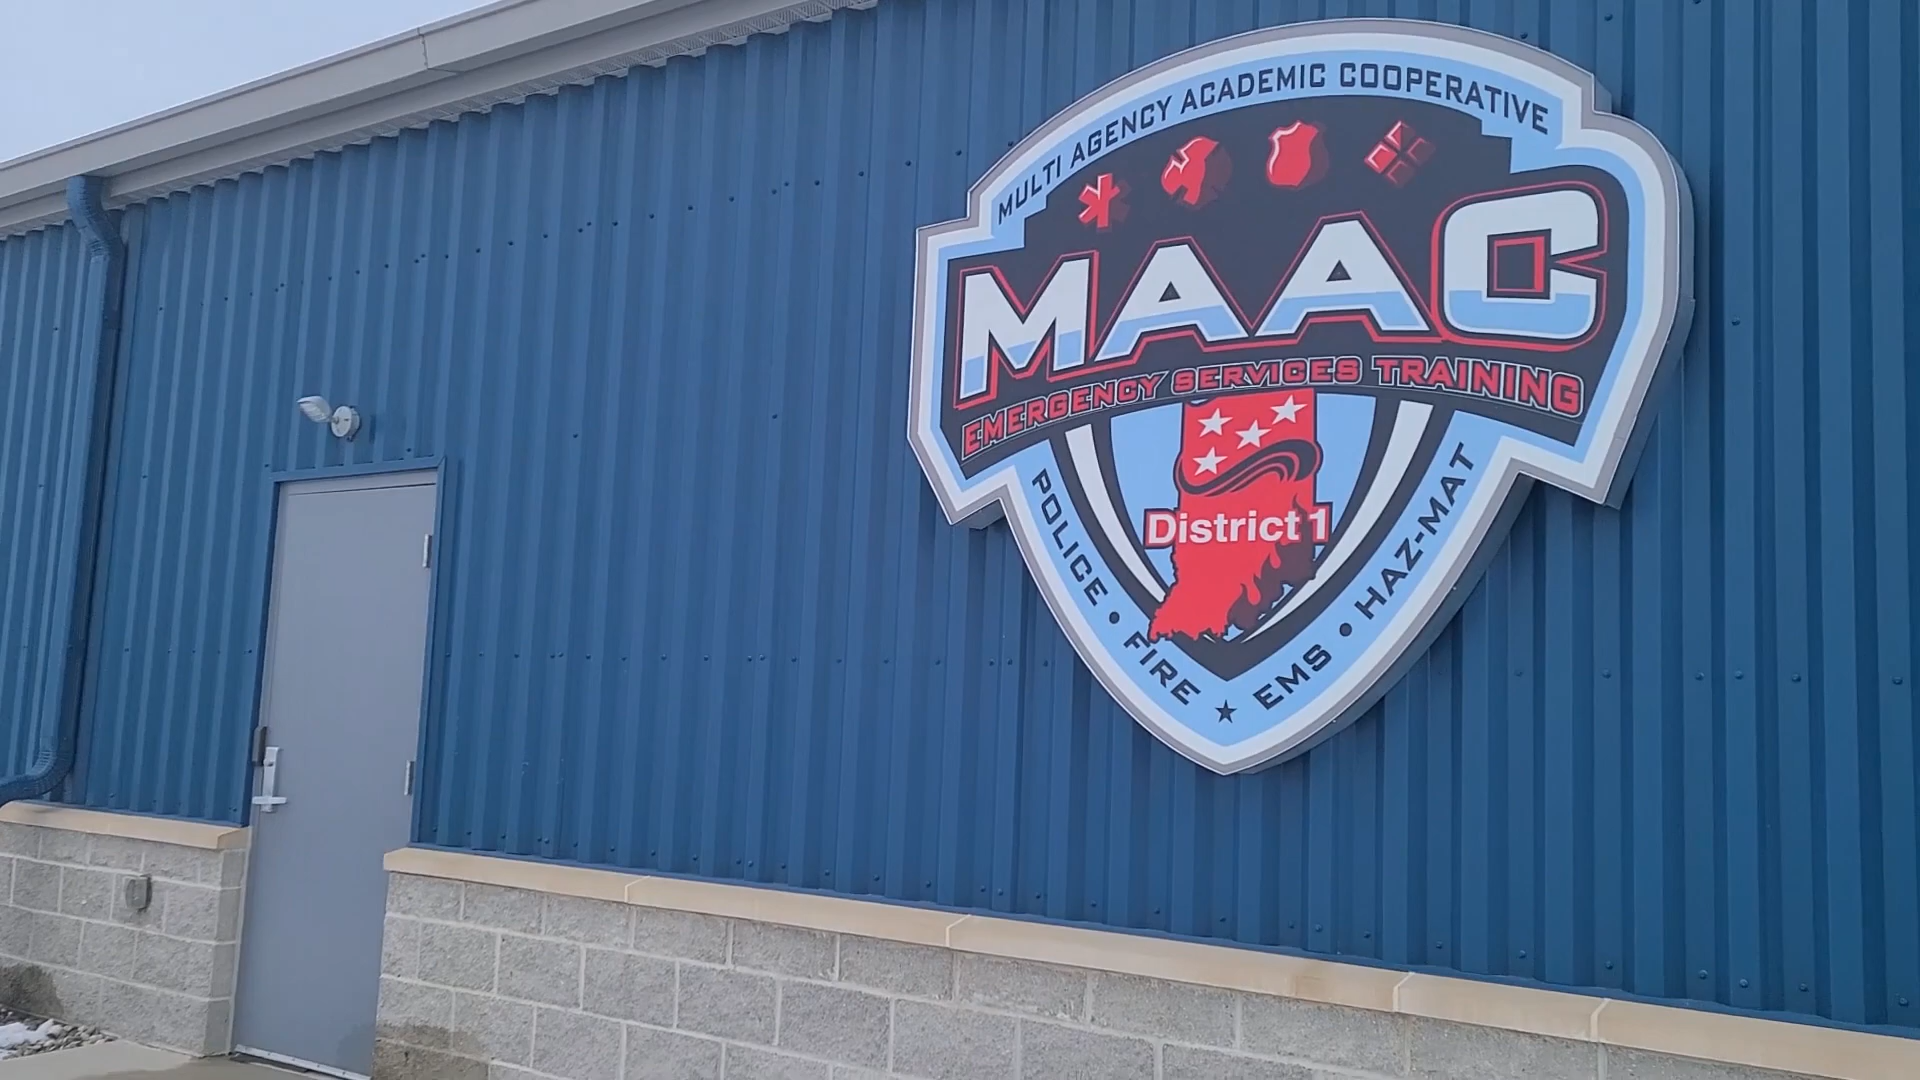 MULTI AGENCY ACADEMIC COOPERATIVE
MAAC
EMERGENCY SERVICES TRAINING
District 1
POLICE • FIRE ★ EMS • HAZ-MAT